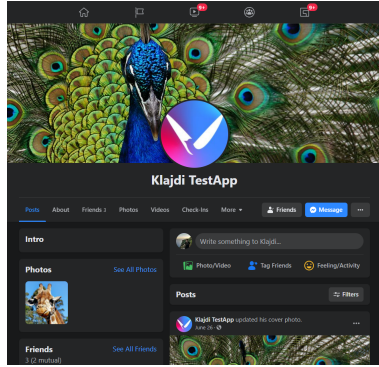 9+
9+
Klajdi TestApp
Posts About Friends 3 Photos Videos Check-Ins More
Friends
Message
Intro
Photos
See All Photos
Friends
See All Friends
3 (2 mutual)
Write something to Klajdi...
Photo/Video
Tag Friends
Feeling/Activity
Posts
Filters
Klajdi TestApp updated his cover photo.
June 26 ·